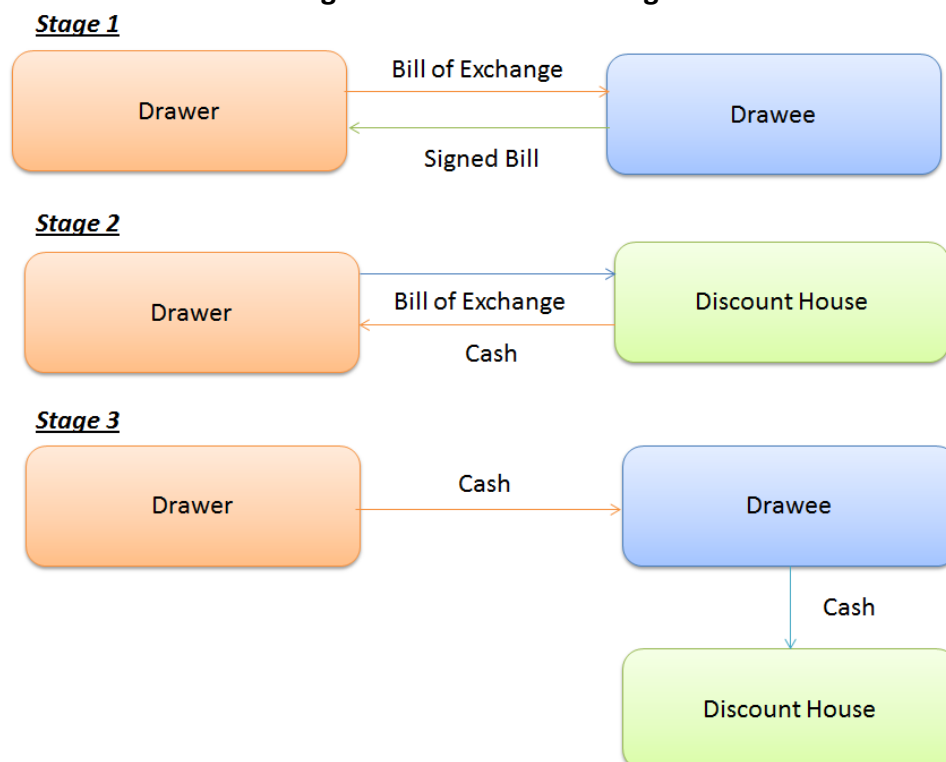 Stage 1
Bill of Exchange
Drawer
Drawee
Signed Bill
Stage 2
Drawer
Bill of Exchange
Discount House
Cash
Stage 3
Drawer
Cash
Drawee
Cash
Discount House